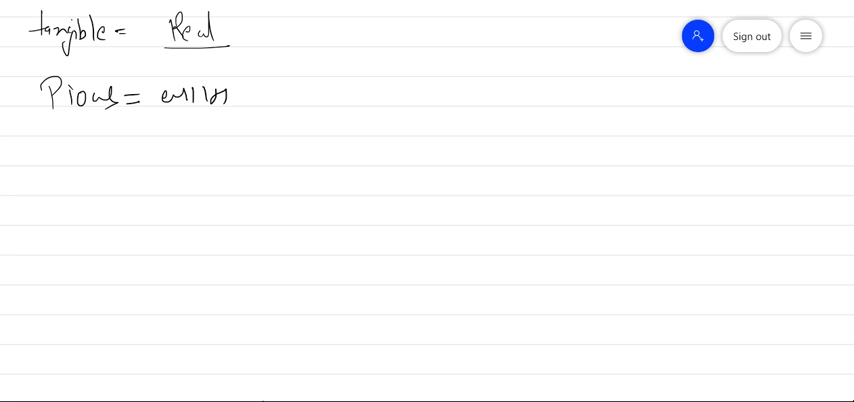 Sign out
tangible = Real
Pious =